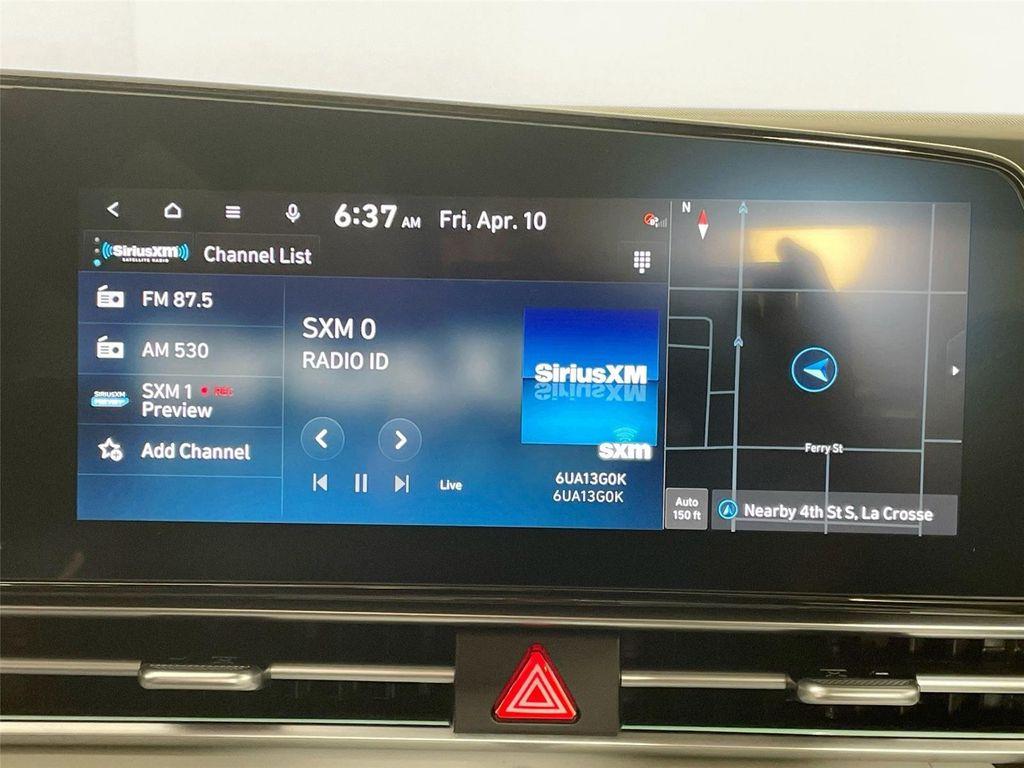 6:37 AM Fri, Apr. 10
SiriusXM
SATELLITE RADIO
Channel List
FM 87.5
AM 530
SIRIUSXM
PREVIEW
SXM 1 REC
Preview
Add Channel
SXM 0
RADIO ID
Live
SiriusXM
sxm
6UA13G0K
6UA13G0K
N
Ferry St
Auto
150 ft
Nearby 4th St S, La Crosse